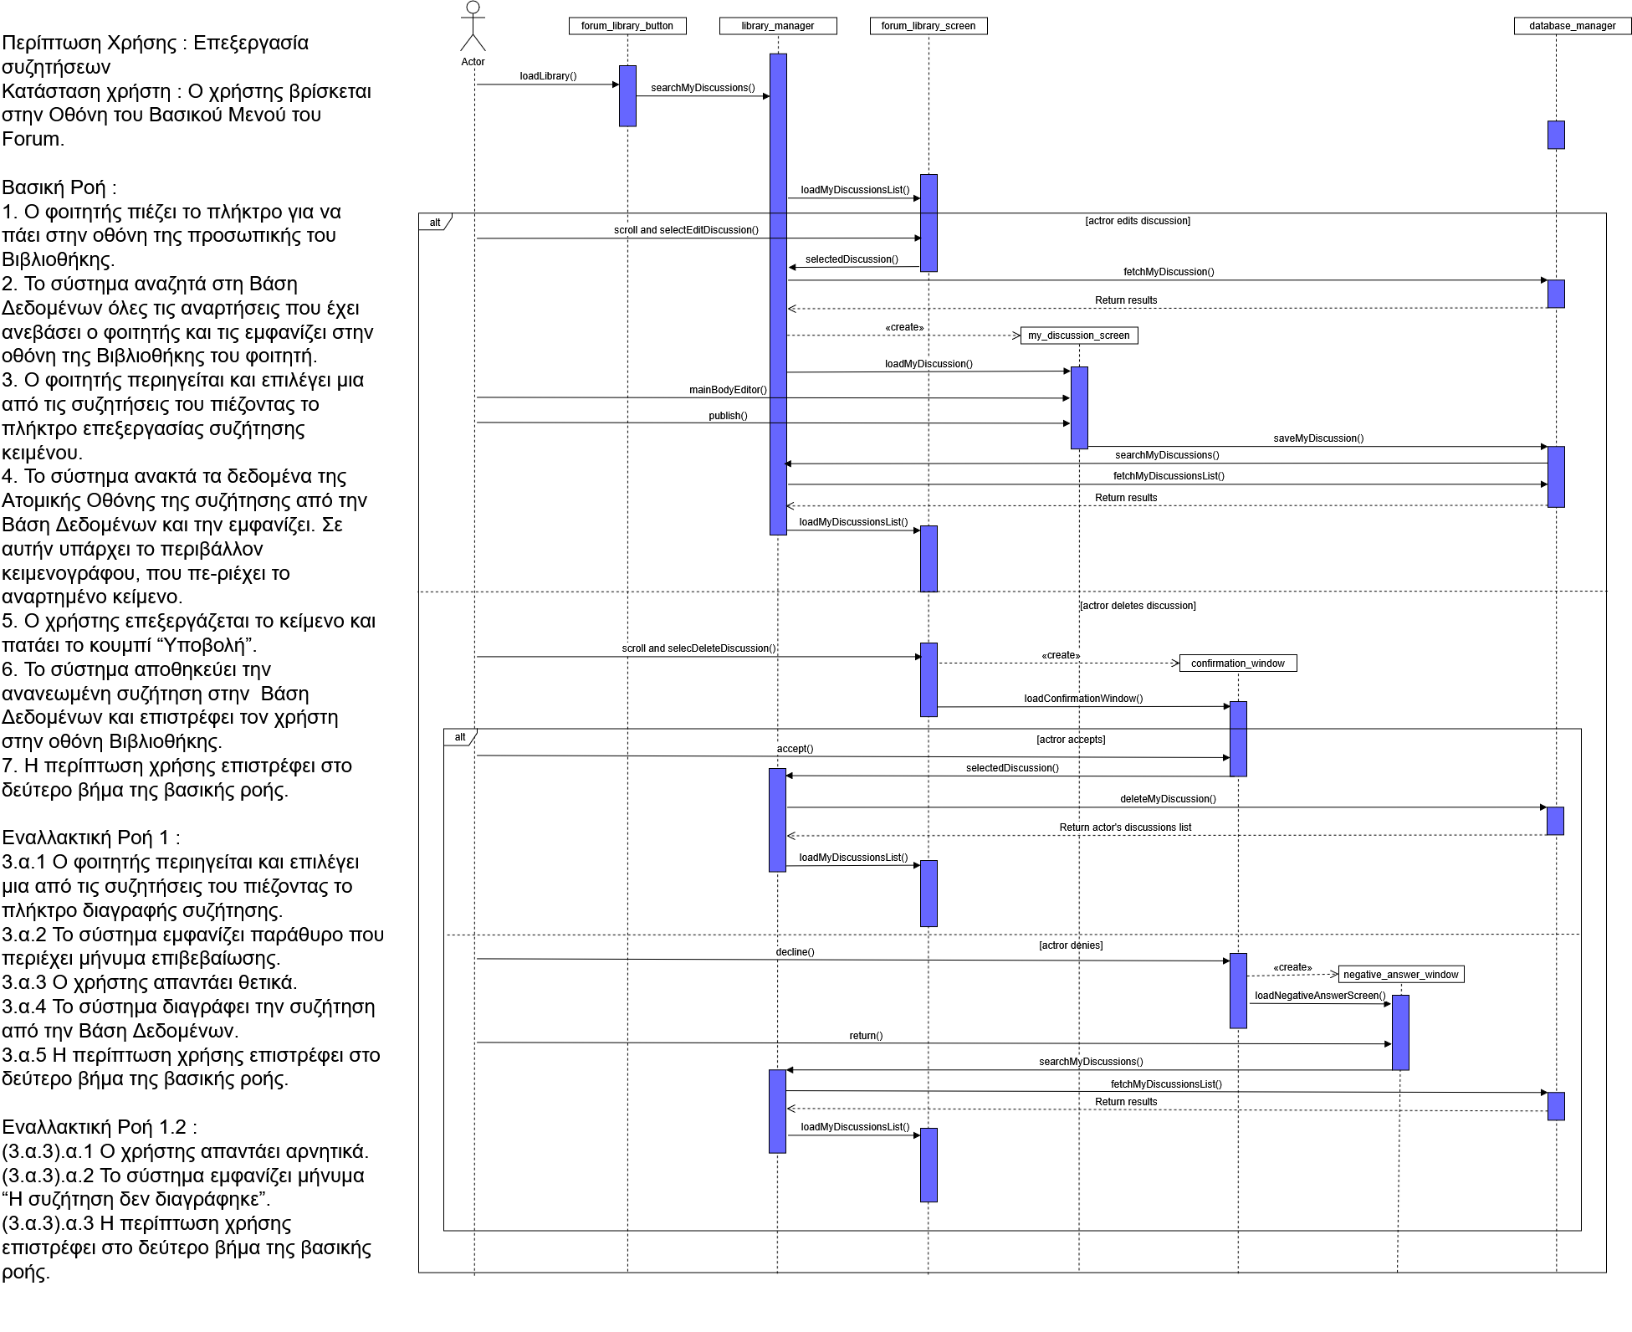 Περίπτωση Χρήσης : Επεξεργασία
συζητήσεων
Κατάσταση χρήστη : Ο χρήστης βρίσκεται
στην Οθόνη του Βασικού Μενού του
Forum.
Βασική Ροή :
1. Ο φοιτητής πιέζει το πλήκτρο για να
πάει στην οθόνη της προσωπικής του
Βιβλιοθήκης.
2. Το σύστημα αναζητά στη Βάση
Δεδομένων όλες τις αναρτήσεις που έχει
ανεβάσει ο φοιτητής και τις εμφανίζει στην
οθόνη της Βιβλιοθήκης του φοιτητή.
3. Ο φοιτητής περιηγείται και επιλέγει μια
από τις συζητήσεις του πιέζοντας το
πλήκτρο επεξεργασίας συζήτησης
κειμένου.
4. Το σύστημα ανακτά τα δεδομένα της
Ατομικής Οθόνης της συζήτησης από την
Βάση Δεδομένων και την εμφανίζει. Σε
αυτήν υπάρχει το περιβάλλον
κειμενογράφου, που πε-ριέχει το
αναρτημένο κείμενο.
5. Ο χρήστης επεξεργάζεται το κείμενο και
πατάει το κουμπί “Υποβολή”.
6. Το σύστημα αποθηκεύει την
ανανεωμένη συζήτηση στην  Βάση
Δεδομένων και επιστρέφει τον χρήστη
στην οθόνη Βιβλιοθήκης.
7. Η περίπτωση χρήσης επιστρέφει στο
δεύτερο βήμα της βασικής ροής.
Εναλλακτική Ροή 1 :
3.α.1 Ο φοιτητής περιηγείται και επιλέγει
μια από τις συζητήσεις του πιέζοντας το
πλήκτρο διαγραφής συζήτησης.
3.α.2 Το σύστημα εμφανίζει παράθυρο που
περιέχει μήνυμα επιβεβαίωσης.
3.α.3 Ο χρήστης απαντάει θετικά.
3.α.4 Το σύστημα διαγράφει την συζήτηση
από την Βάση Δεδομένων.
3.α.5 Η περίπτωση χρήσης επιστρέφει στο
δεύτερο βήμα της βασικής ροής.
Εναλλακτική Ροή 1.2 :
(3.α.3).α.1 Ο χρήστης απαντάει αρνητικά.
(3.α.3).α.2 Το σύστημα εμφανίζει μήνυμα
“Η συζήτηση δεν διαγράφηκε”.
(3.α.3).α.3 Η περίπτωση χρήσης
επιστρέφει στο δεύτερο βήμα της βασικής
ροής.
Actor
forum_library_button
library_manager
forum_library_screen
database_manager
loadLibrary()
searchMyDiscussions()
loadMyDiscussionsList()
alt
[actror edits discussion]
scroll and selectEditDiscussion()
selectedDiscussion()
fetchMyDiscussion()
Return results
«create»
my_discussion_screen
loadMyDiscussion()
mainBodyEditor()
publish()
saveMyDiscussion()
searchMyDiscussions()
fetchMyDiscussionsList()
Return results
loadMyDiscussionsList()
[actror deletes discussion]
scroll and selecDeleteDiscussion()
«create»
confirmation_window
loadConfirmationWindow()
alt
[actror accepts]
accept()
selectedDiscussion()
deleteMyDiscussion()
Return actor's discussions list
loadMyDiscussionsList()
[actror denies]
decline()
«create»
negative_answer_window
loadNegativeAnswerScreen()
return()
searchMyDiscussions()
fetchMyDiscussionsList()
Return results
loadMyDiscussionsList()